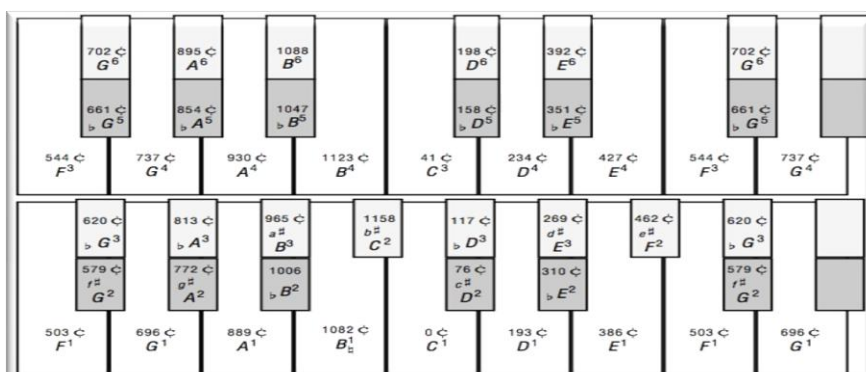 702 ¢ 895 ¢ 1088 198 ¢ 392 ¢ 702 ¢
G⁶ A⁶ B⁶ D⁶ E⁶ G⁶
661 ¢ 854 ¢ 1047 158 ¢ 351 ¢ 661 ¢
♭G⁵ ♭A⁵ ♭B⁵ ♭D⁵ ♭E⁵ ♭G⁵
544 ¢ 737 ¢ 930 ¢ 1123 ¢ 41 ¢ 234 ¢ 427 ¢ 544 ¢ 737 ¢
F³ G⁴ A⁴ B⁴ C³ D⁴ E⁴ F³ G⁴
620 ¢ 813 ¢ 965 ¢ 1158 117 ¢ 269 ¢ 462 ¢ 620 ¢
a♯ b♯ d♯ e♯
♭G³ ♭A³ B³ C² ♭D³ E³ F² ♭G³
579 ¢ 772 ¢ 1006 76 ¢ 310 ¢ 579 ¢
f♯ g♯ c♯ f♯
G² A² ♭B² D² ♭E² G²
503 ¢ 696 ¢ 889 ¢ 1082 ¢ 0 ¢ 193 ¢ 386 ¢ 503 ¢ 696 ¢
F¹ G¹ A¹ B♮¹ C¹ D¹ E¹ F¹ G¹